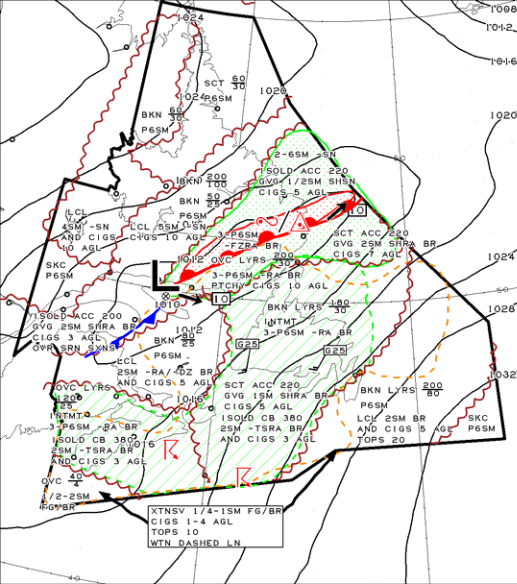 1024
1008
1012
SCT 60/30
P6SM
1024
1020
BKN 60/30
P6SM
1020
2-6SM -SN
ISOLD ACC 220
GVG 1/2SM SHSN
CIGS 5 AGL
BKN 200/100
BKN 50/25
P6SM
LCL
4SM -SN
AND CIGS
10 AGL
LCL 5SM -SN
CIGS 10 AGL
10
3-P6SM
-FZRA BR
SCT ACC 220
GVG 2SM SHRA BR
CIGS 7 AGL
SKC
P6SM
1012
OVC LYRS 200/30
3-P6SM -RA BR
PTCHY CIGS 10 AGL
1024
L
1010
10
1028
ISOLD ACC 200
GVG 2SM SHRA BR
CIGS 3 AGL
OVR SRN SXNS
1012
BKN LYRS 180/30
INTMT
3-P6SM -RA BR
BKN 80/25
P6SM
G25
G25
LCL
2SM -RA/-DZ BR
AND CIGS 5 AGL
1032
OVC LYRS
120/25
INTMT
3-P6SM -RA BR
ISOLD CB 380
2SM -TSRA BR
AND CIGS 3 AGL
1016
1016
SCT ACC 220
GVG 1SM SHRA BR
CIGS 5 AGL
ISOLD CB 380
2SM -TSRA BR
AND CIGS 3 AGL
BKN LYRS 200/80
P6SM
LCL 2SM BR
AND CIGS 5 AGL
TOPS 20
SKC
P6SM
OVC 40/4
1/2-2SM
FG/BR
XTNSV 1/4-1SM FG/BR
CIGS 1-4 AGL
TOPS 10
WTN DASHED LN
40